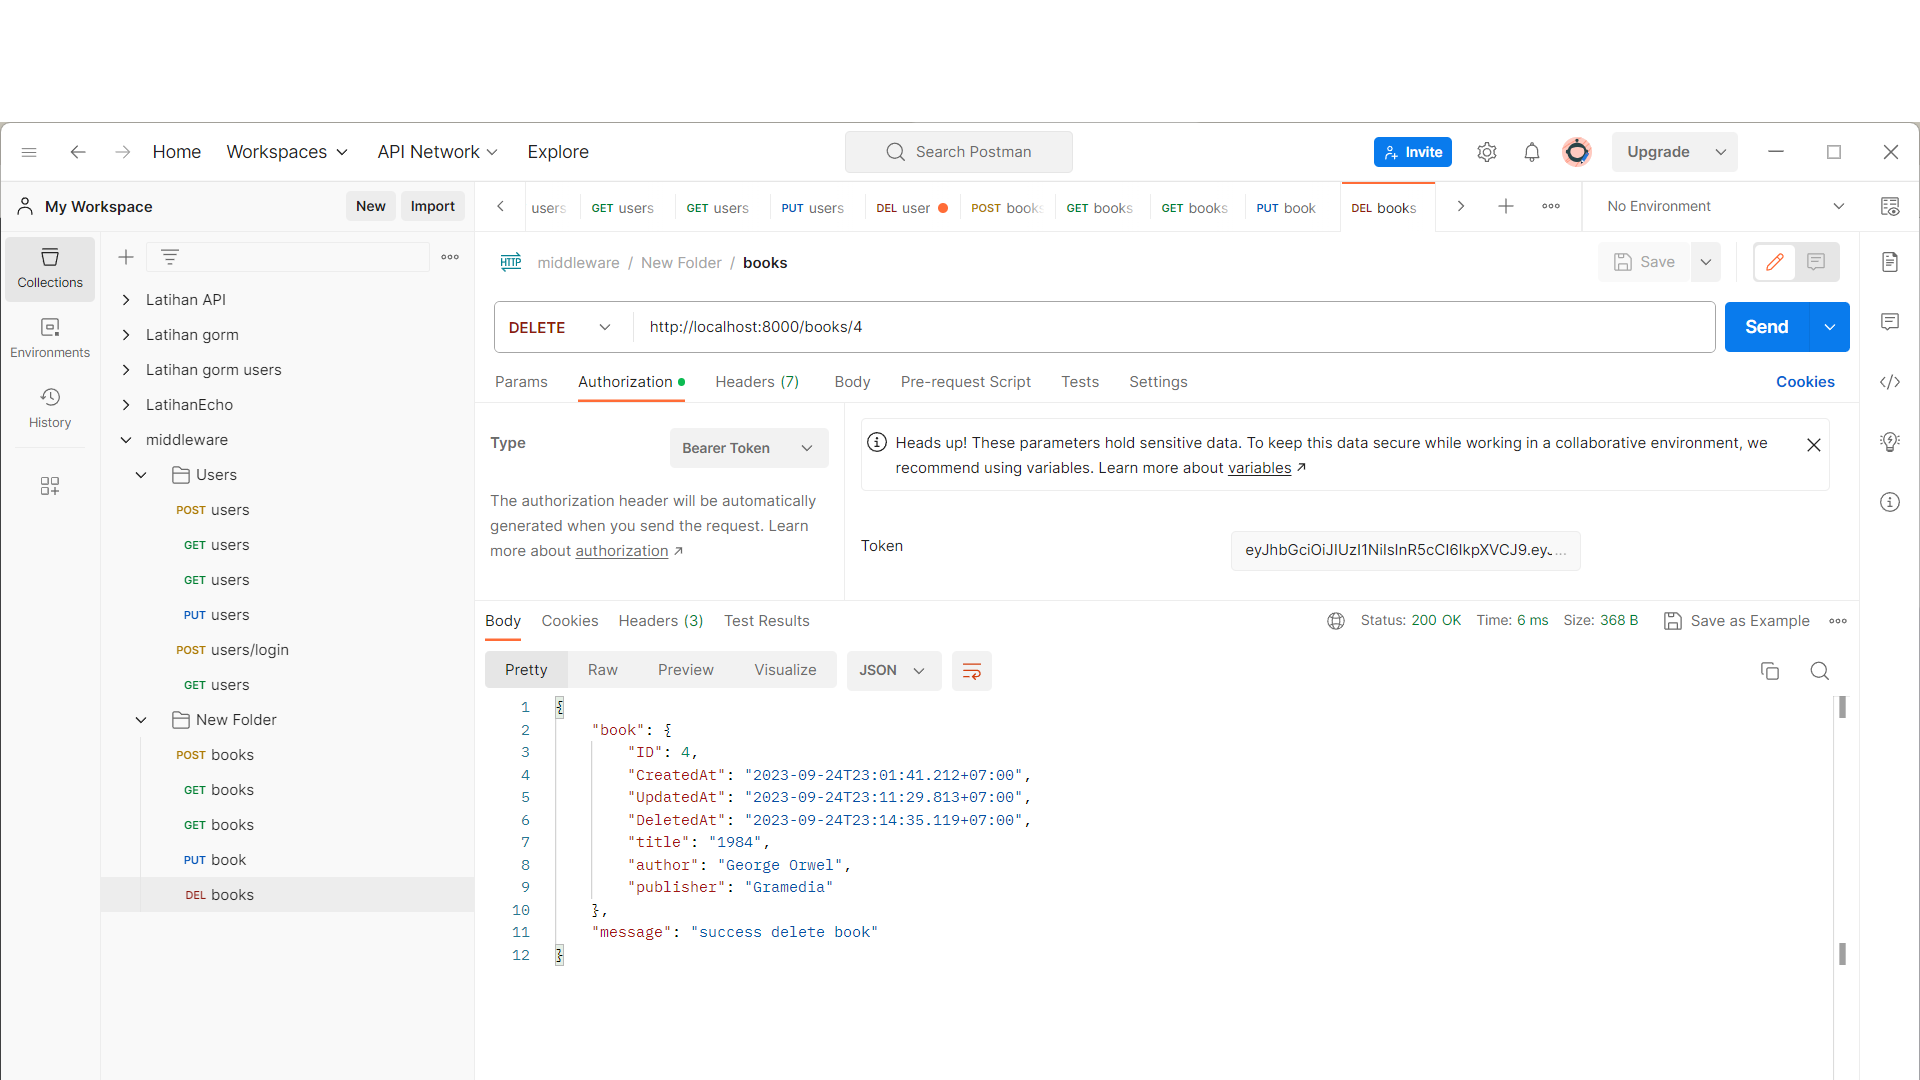 Home Workspaces API Network Explore Search Postman Invite Upgrade
My Workspace New Import users GET users GET users PUT users DEL user POST books GET books GET books PUT book DEL books No Environment
Collections
Environments
History
Latihan API
Latihan gorm
Latihan gorm users
LatihanEcho
middleware
Users
POST users
GET users
GET users
PUT users
POST users/login
GET users
New Folder
POST books
GET books
GET books
PUT book
DEL books
HTTP middleware / New Folder / books Save
DELETE http://localhost:8000/books/4 Send
Params Authorization Headers (7) Body Pre-request Script Tests Settings Cookies
Type Bearer Token
The authorization header will be automatically
generated when you send the request. Learn
more about authorization ↗
Heads up! These parameters hold sensitive data. To keep this data secure while working in a collaborative environment, we
recommend using variables. Learn more about variables ↗
Token eyJhbGciOiJIUzI1NiIsInR5cCI6IkpXVCJ9.eyJ...
Body Cookies Headers (3) Test Results Status: 200 OK Time: 6 ms Size: 368 B Save as Example
Pretty Raw Preview Visualize JSON
1 {
2 "book": {
3 "ID": 4,
4 "CreatedAt": "2023-09-24T23:01:41.212+07:00",
5 "UpdatedAt": "2023-09-24T23:11:29.813+07:00",
6 "DeletedAt": "2023-09-24T23:14:35.119+07:00",
7 "title": "1984",
8 "author": "George Orwel",
9 "publisher": "Gramedia"
10 },
11 "message": "success delete book"
12 }